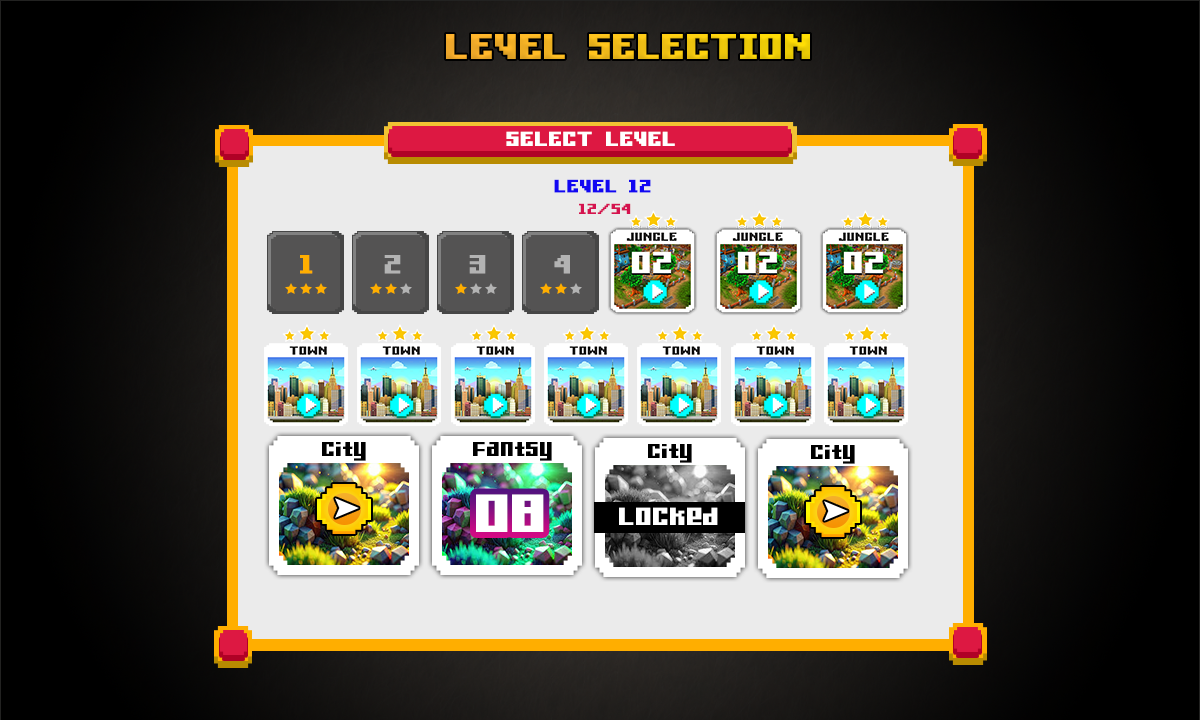 LEVEL SELECTION
SELECT LEVEL
LEVEL 12
12/54
1 2 3 4
JUNGLE JUNGLE JUNGLE
02 02 02
TOWN TOWN TOWN TOWN TOWN TOWN TOWN
City Fantsy City City
08 Locked